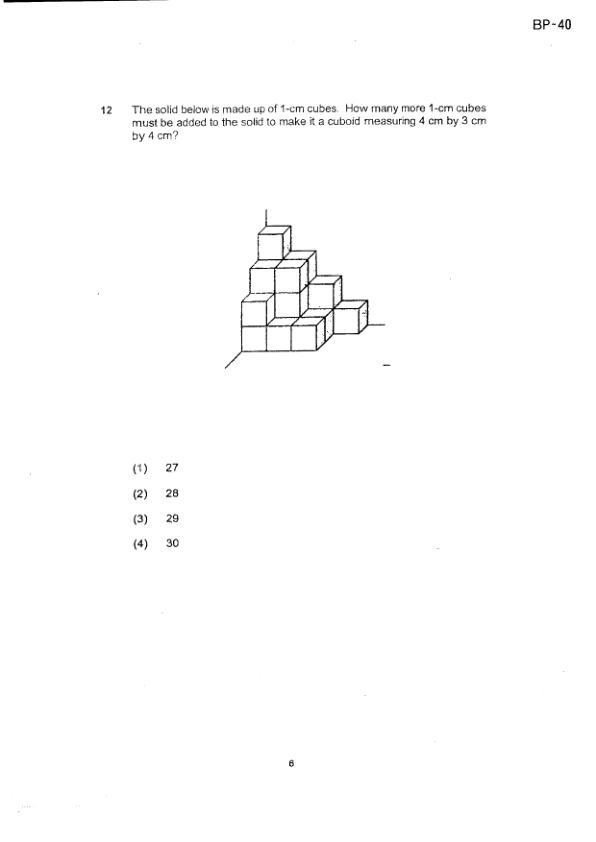 BP-40
12 The solid below is made up of 1-cm cubes. How many more 1-cm cubes
must be added to the solid to make it a cuboid measuring 4 cm by 3 cm
by 4 cm?
(1) 27
(2) 28
(3) 29
(4) 30
6